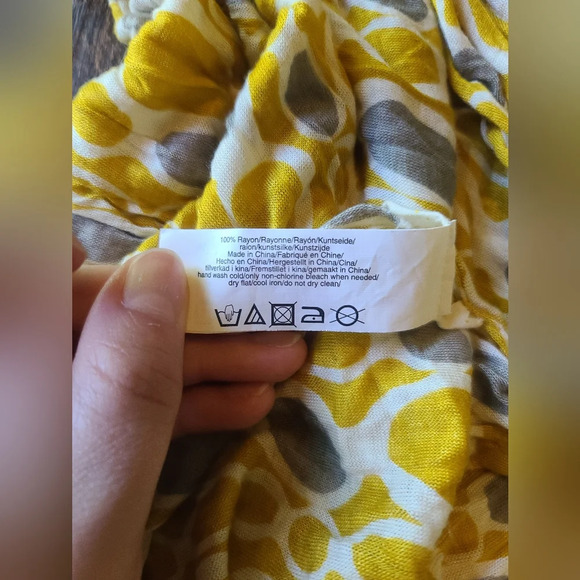 100% Rayon/Rayonne/Rayón/Kuntseide/
raion/kunstsilke/Kunstzijde
Made in China/Fabriqué en Chine/
Hecho en China/Hergestellt in China/Cina/
tilverkad i kina/Fremstillet i kina/gemaakt in China/
hand wash cold/only non-chlorine bleach when needed/
dry flat/cool iron/do not dry clean/